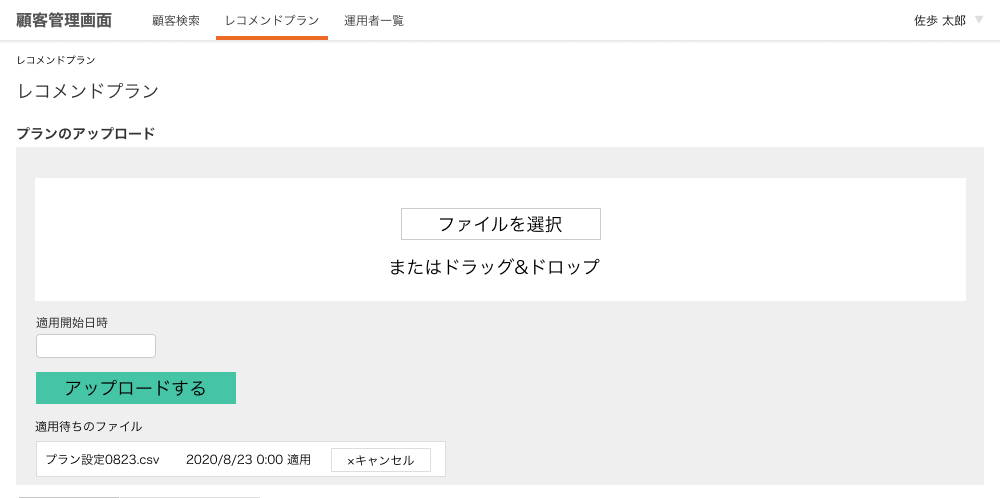 顧客管理画面 顧客検索 レコメンドプラン 運用者一覧 佐歩 太郎 ▼
レコメンドプラン
レコメンドプラン
プランのアップロード
ファイルを選択
またはドラッグ&ドロップ
適用開始日時
アップロードする
適用待ちのファイル
プラン設定0823.csv 2020/8/23 0:00 適用 ×キャンセル